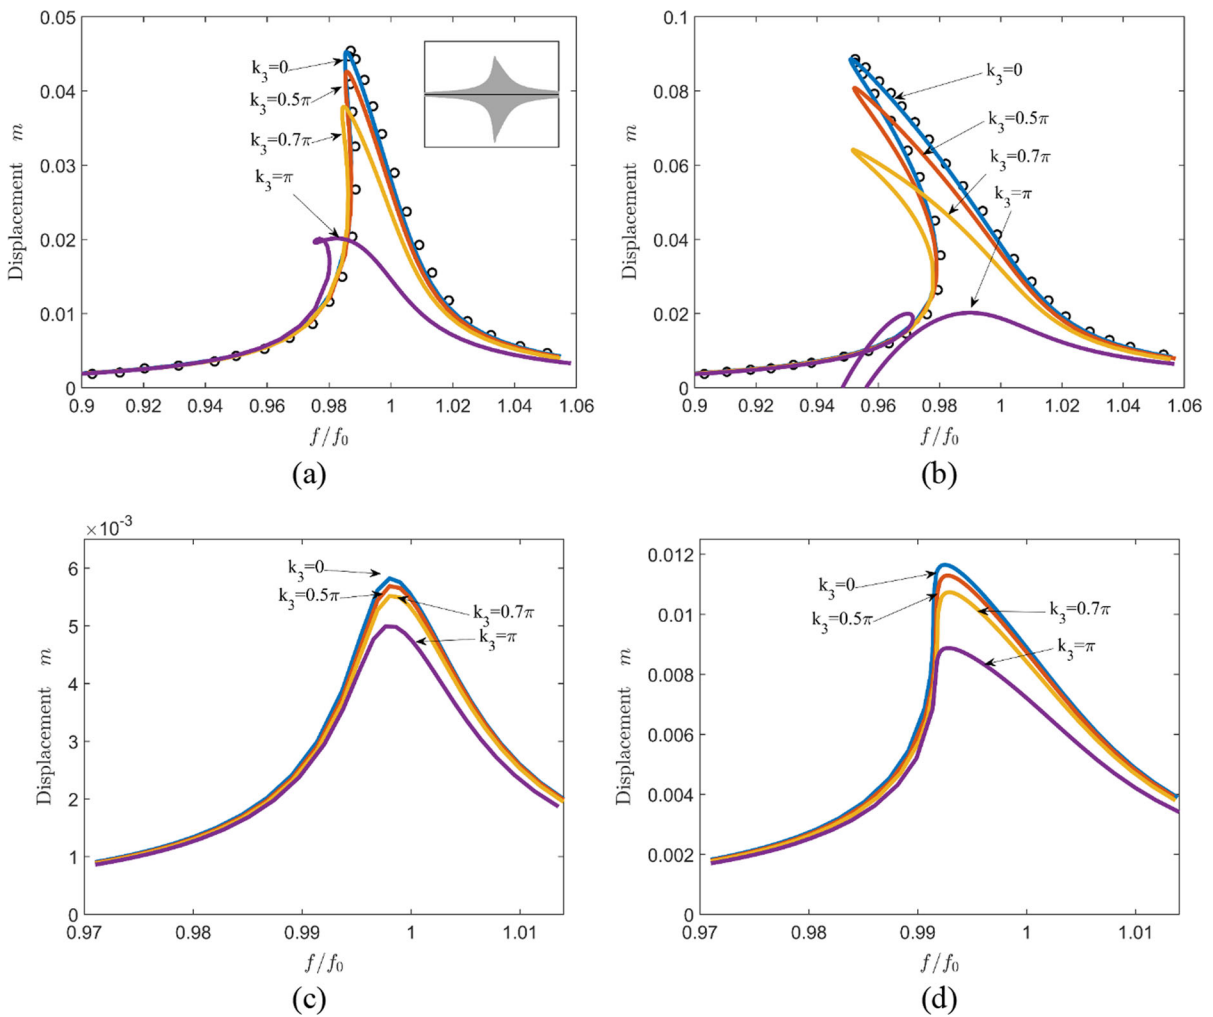 0.05
0.04
0.03
0.02
0.01
0
Displacement m
k3=0
k3=0.5π
k3=0.7π
k3=π
0.9 0.92 0.94 0.96 0.98 1 1.02 1.04 1.06
f/f0
(a)
0.1
0.08
0.06
0.04
0.02
0
Displacement m
k3=0
k3=0.5π
k3=0.7π
k3=π
0.9 0.92 0.94 0.96 0.98 1 1.02 1.04 1.06
f/f0
(b)
×10-3
6
5
4
3
2
1
0
Displacement m
k3=0
k3=0.5π
k3=0.7π
k3=π
0.97 0.98 0.99 1 1.01
f/f0
(c)
0.012
0.01
0.008
0.006
0.004
0.002
0
Displacement m
k3=0
k3=0.5π
k3=0.7π
k3=π
0.97 0.98 0.99 1 1.01
f/f0
(d)